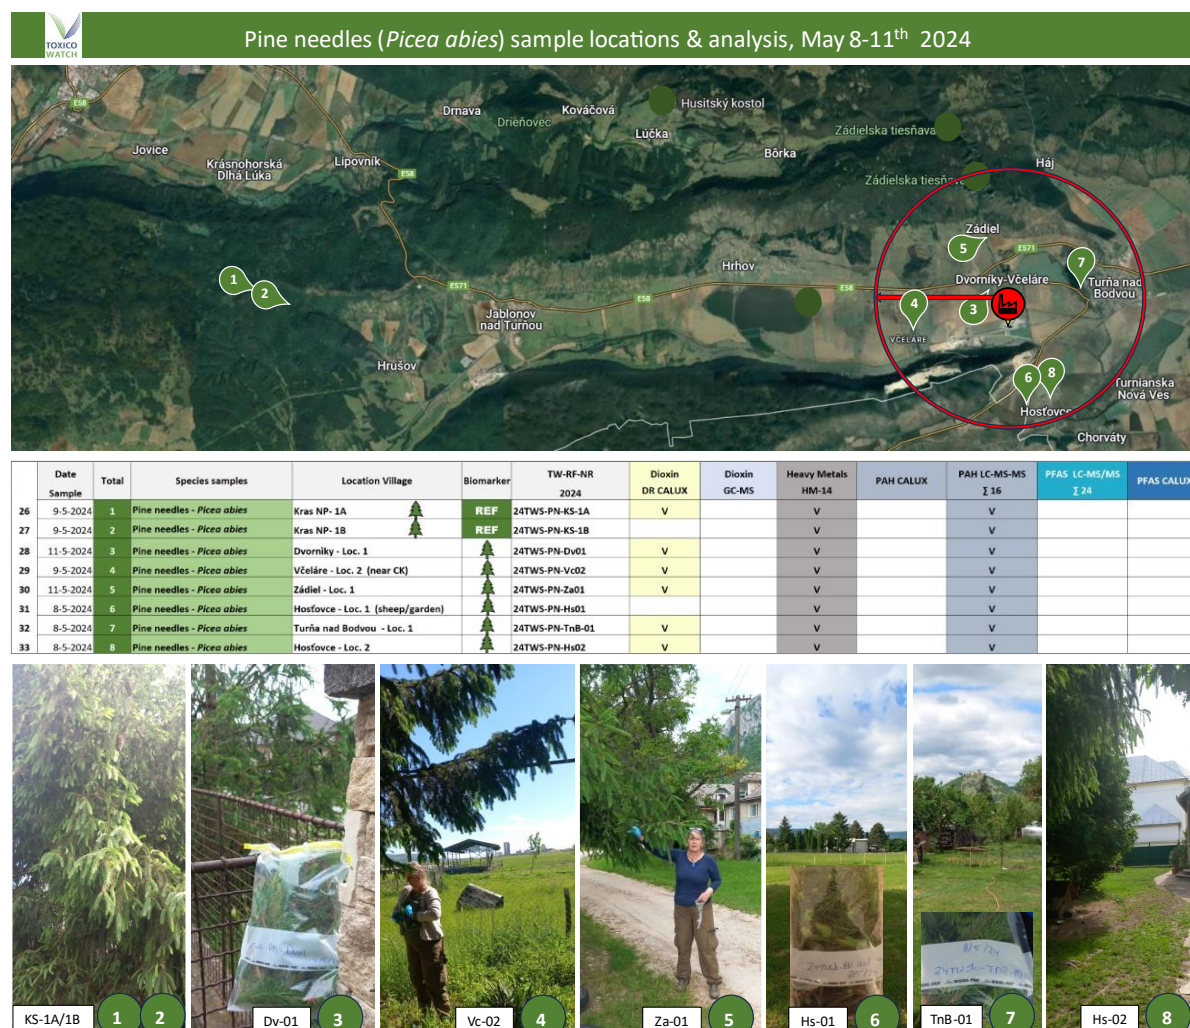 TOXICO
WATCH
Pine needles (Picea abies) sample locations & analysis, May 8-11th 2024
E58
Drnava
Kováčová
Husitský kostol
Drieňovec
Lúčka
Zádielska tiesňava
Jovice
Krásnohorská
Dlhá Lúka
Lipovník
Bôrka
Háj
E58
Zádielska tiesňava
Zádiel
5
E571
1
2
Hrhov
7
Dvorníky-Včeláre
Turňa nad
Bodvou
E571
E58
E58
4
3
Jablonov
nad Turňou
VČELÁRE
Hrušov
6
8
Turnianska
Nová Ves
Hosťovce
Chorváty
Date
Sample
Total
Species samples
Location Village
Biomarker
TW-RF-NR
2024
Dioxin
DR CALUX
Dioxin
GC-MS
Heavy Metals
HM-14
PAH CALUX
PAH LC-MS-MS
Σ 16
PFAS LC-MS/MS
Σ 24
PFAS CALUX
26 9-5-2024 1 Pine needles - Picea abies Kras NP- 1A REF 24TWS-PN-KS-1A V V V
27 9-5-2024 2 Pine needles - Picea abies Kras NP- 1B REF 24TWS-PN-KS-1B V V
28 11-5-2024 3 Pine needles - Picea abies Dvorniky - Loc. 1 24TWS-PN-Dv01 V V V
29 9-5-2024 4 Pine needles - Picea abies Včeláre - Loc. 2 (near CK) 24TWS-PN-Vc02 V V V
30 11-5-2024 5 Pine needles - Picea abies Zádiel - Loc. 1 24TWS-PN-Za01 V V V
31 8-5-2024 6 Pine needles - Picea abies Hosťovce - Loc. 1 (sheep/garden) 24TWS-PN-Hs01 V V
32 8-5-2024 7 Pine needles - Picea abies Turňa nad Bodvou - Loc. 1 24TWS-PN-TnB-01 V V V
33 8-5-2024 8 Pine needles - Picea abies Hosťovce - Loc. 2 24TWS-PN-Hs02 V V V
8/5/24
KS-1A/1B 1 2
Dv-01 3
Vc-02 4
Za-01 5
Hs-01 6
TnB-01 7
Hs-02 8